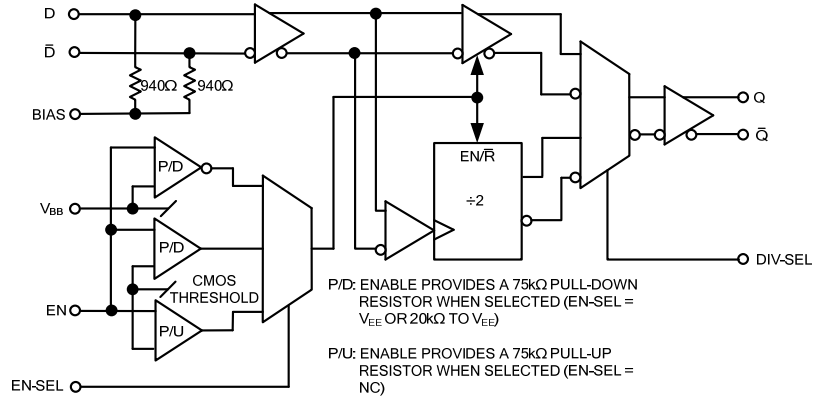 D
D̅
940Ω 940Ω
BIAS
P/D
V_BB
P/D
CMOS
THRESHOLD
EN
P/U
EN-SEL
EN/R̅
÷2
Q
Q̅
DIV-SEL
P/D: ENABLE PROVIDES A 75kΩ PULL-DOWN
RESISTOR WHEN SELECTED (EN-SEL =
V_EE OR 20kΩ TO V_EE)
P/U: ENABLE PROVIDES A 75kΩ PULL-UP
RESISTOR WHEN SELECTED (EN-SEL =
NC)